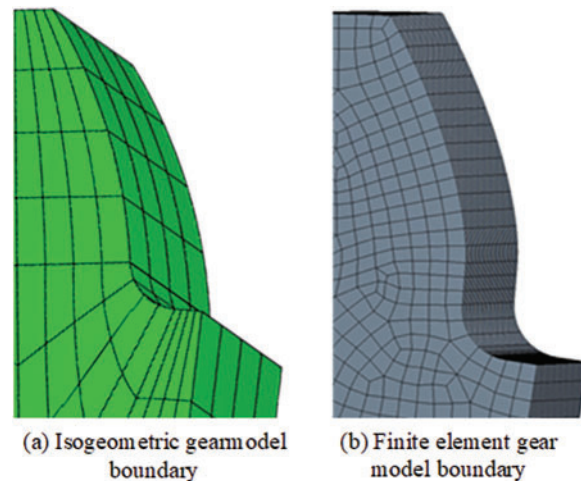 (a) Isogeometric gearmodel
boundary
(b) Finite element gear
model boundary